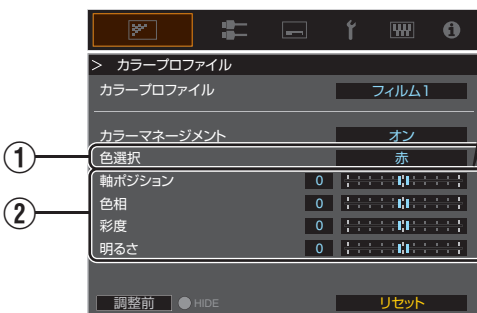 > カラープロファイル
カラープロファイル フィルム1
カラーマネージメント オン
① 色選択 赤
② 軸ポジション 0
色相 0
彩度 0
明るさ 0
調整前 HIDE リセット